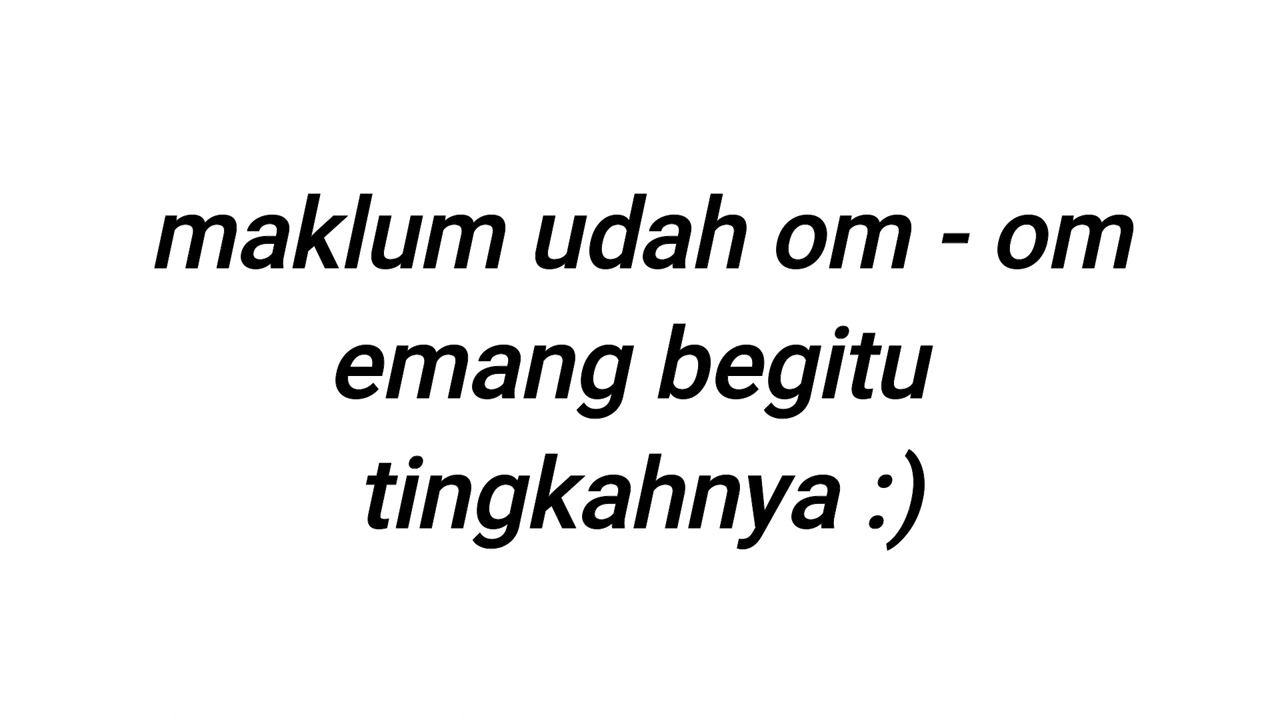 maklum udah om - om
emang begitu
tingkahnya :)